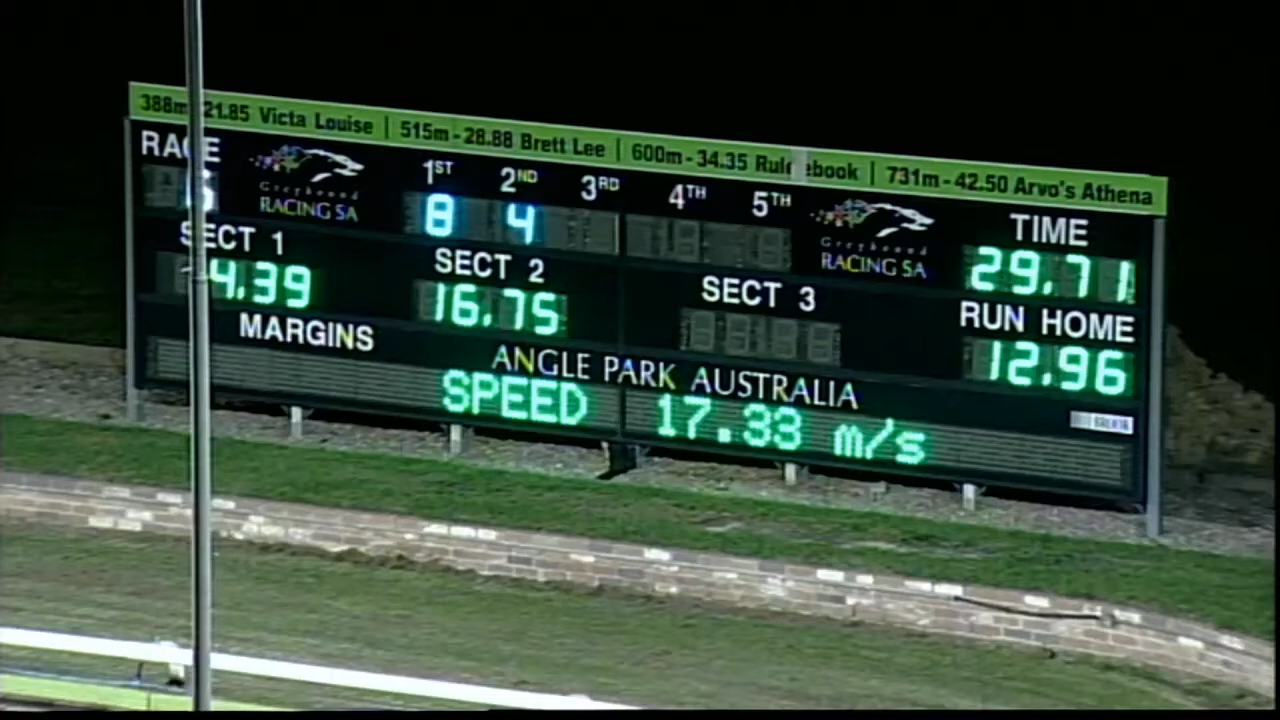 388m 21.85 Victa Louise | 515m - 28.88 Brett Lee | 600m - 34.35 Rulebook | 731m - 42.50 Arvo's Athena
RACE
Greyhound
RACING SA
1ST 2ND 3RD 4TH 5TH
8 4
Greyhound
RACING SA
TIME
29.71
SECT 1
4.39
SECT 2
16.75
SECT 3
RUN HOME
12.96
MARGINS
ANGLE PARK AUSTRALIA
SPEED 17.33 m/s